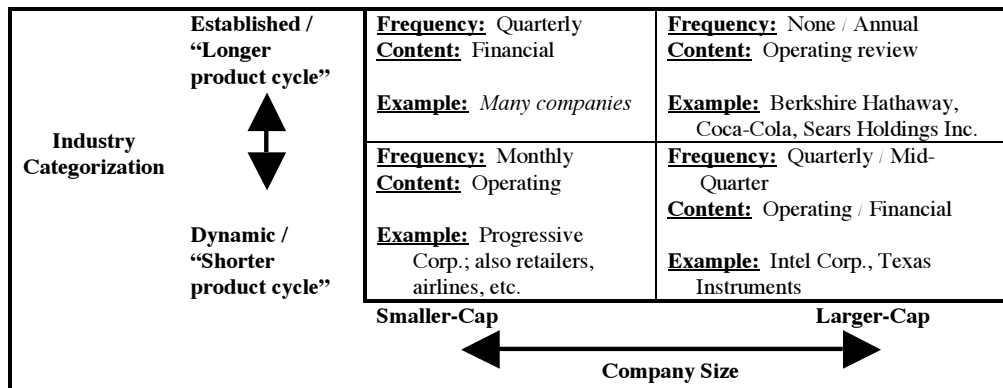 Established /
“Longer
product cycle”
Frequency: Quarterly
Content: Financial
Example: Many companies
Frequency: None / Annual
Content: Operating review
Example: Berkshire Hathaway,
Coca-Cola, Sears Holdings Inc.
Industry
Categorization
Dynamic /
“Shorter
product cycle”
Frequency: Monthly
Content: Operating
Example: Progressive
Corp.; also retailers,
airlines, etc.
Frequency: Quarterly / Mid-
Quarter
Content: Operating / Financial
Example: Intel Corp., Texas
Instruments
Smaller-Cap
Larger-Cap
Company Size